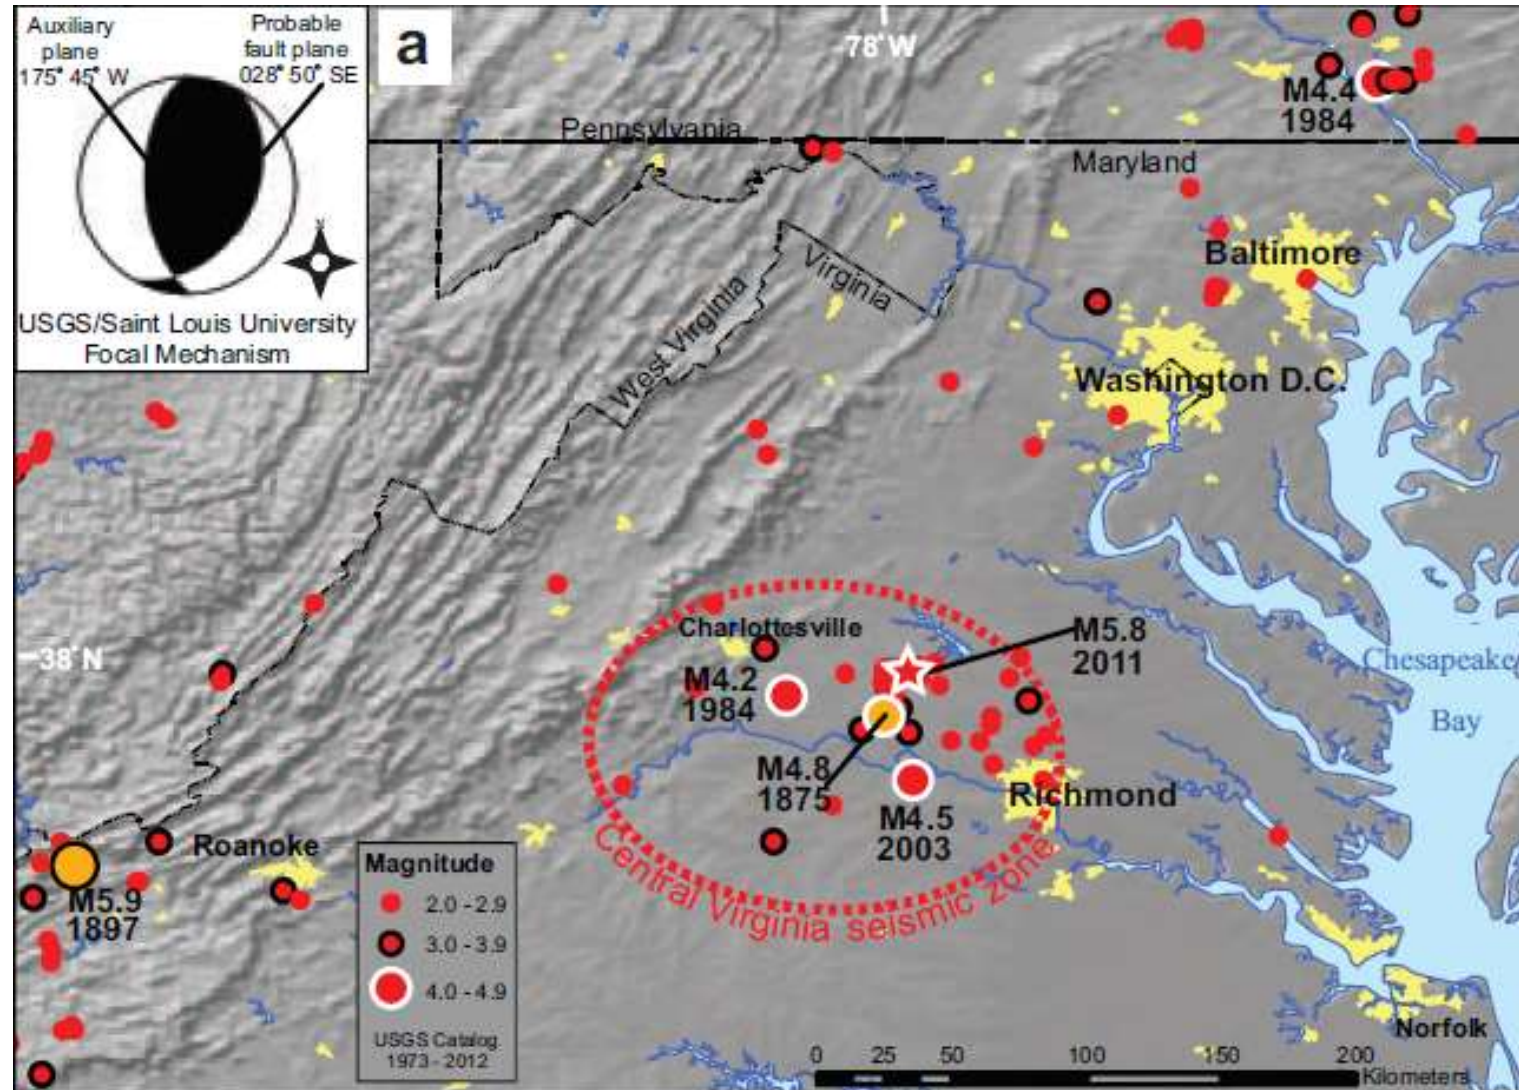 Auxiliary
plane
175° 45° W
Probable
fault plane
028° 50° SE
N
USGS/Saint Louis University
Focal Mechanism
a
78° W
M4.4
1984
Pennsylvania
Maryland
Baltimore
Virginia
West Virginia
Washington D.C.
38° N
Charlottesville
M5.8
2011
Chesapeake
Bay
M4.2
1984
M4.8
1875
M4.5
2003
Richmond
Central Virginia seismic zone
Roanoke
M5.9
1897
Magnitude
2.0 - 2.9
3.0 - 3.9
4.0 - 4.9
USGS Catalog
1973 - 2012
Norfolk
0 25 50 100 150 200
Kilometers